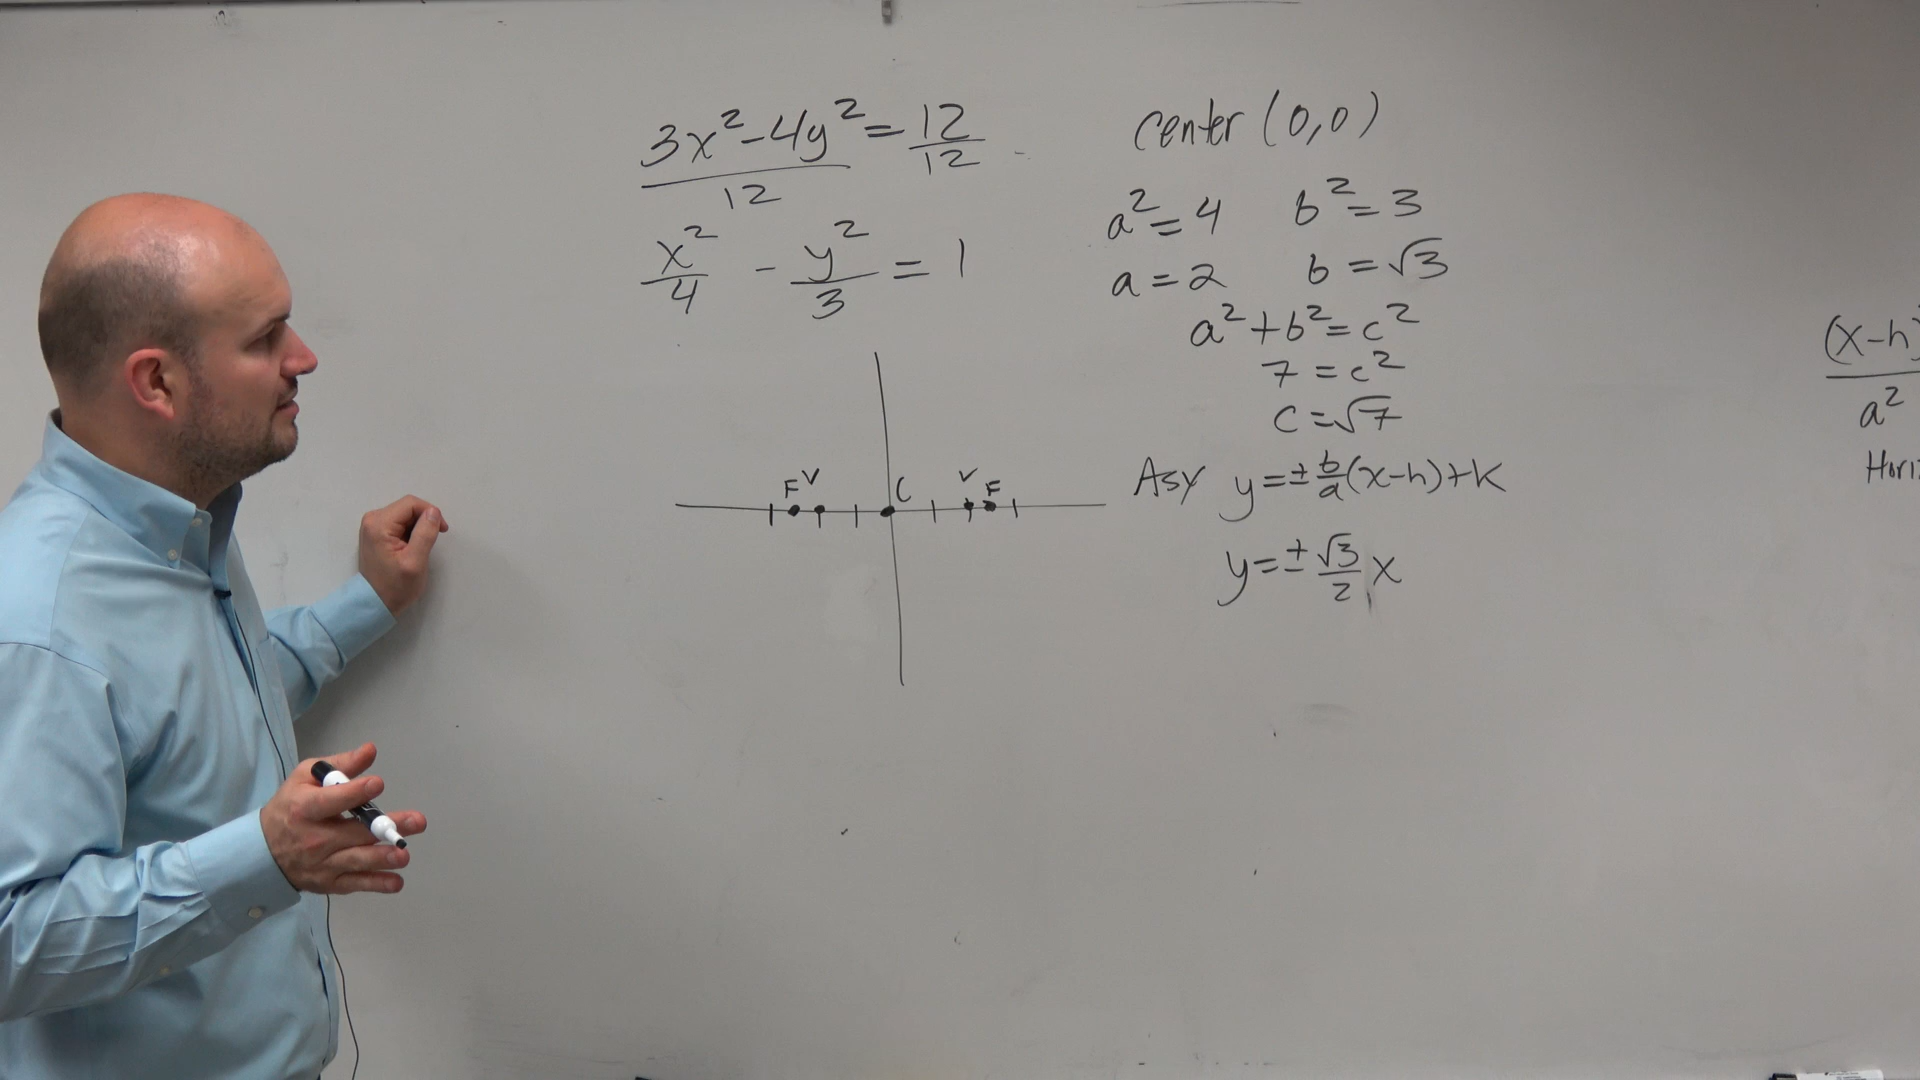 3x²-4y² = 12
12 12
x²/4 - y²/3 = 1
F V C V F
center (0,0)
a²=4 b²=3
a=2 b=√3
a²+b²=c²
7=c²
c=√7
Asy y=±b/a(x-h)+k
y=±√3/2 x
(x-h)
a²
Hori